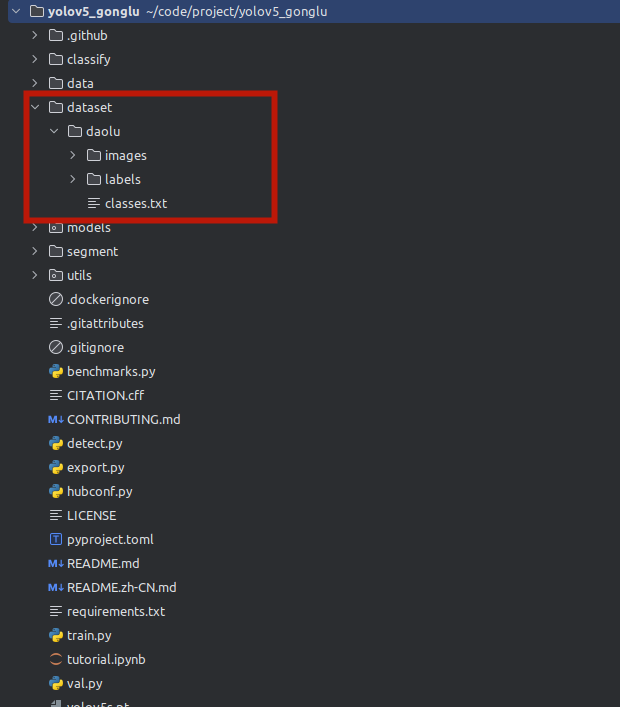 yolov5_gonglu ~/code/project/yolov5_gonglu
.github
classify
data
dataset
daolu
images
labels
classes.txt
models
segment
utils
.dockerignore
.gitattributes
.gitignore
benchmarks.py
CITATION.cff
M↓ CONTRIBUTING.md
detect.py
export.py
hubconf.py
LICENSE
T pyproject.toml
M↓ README.md
M↓ README.zh-CN.md
requirements.txt
train.py
tutorial.ipynb
val.py
yolov5s.pt